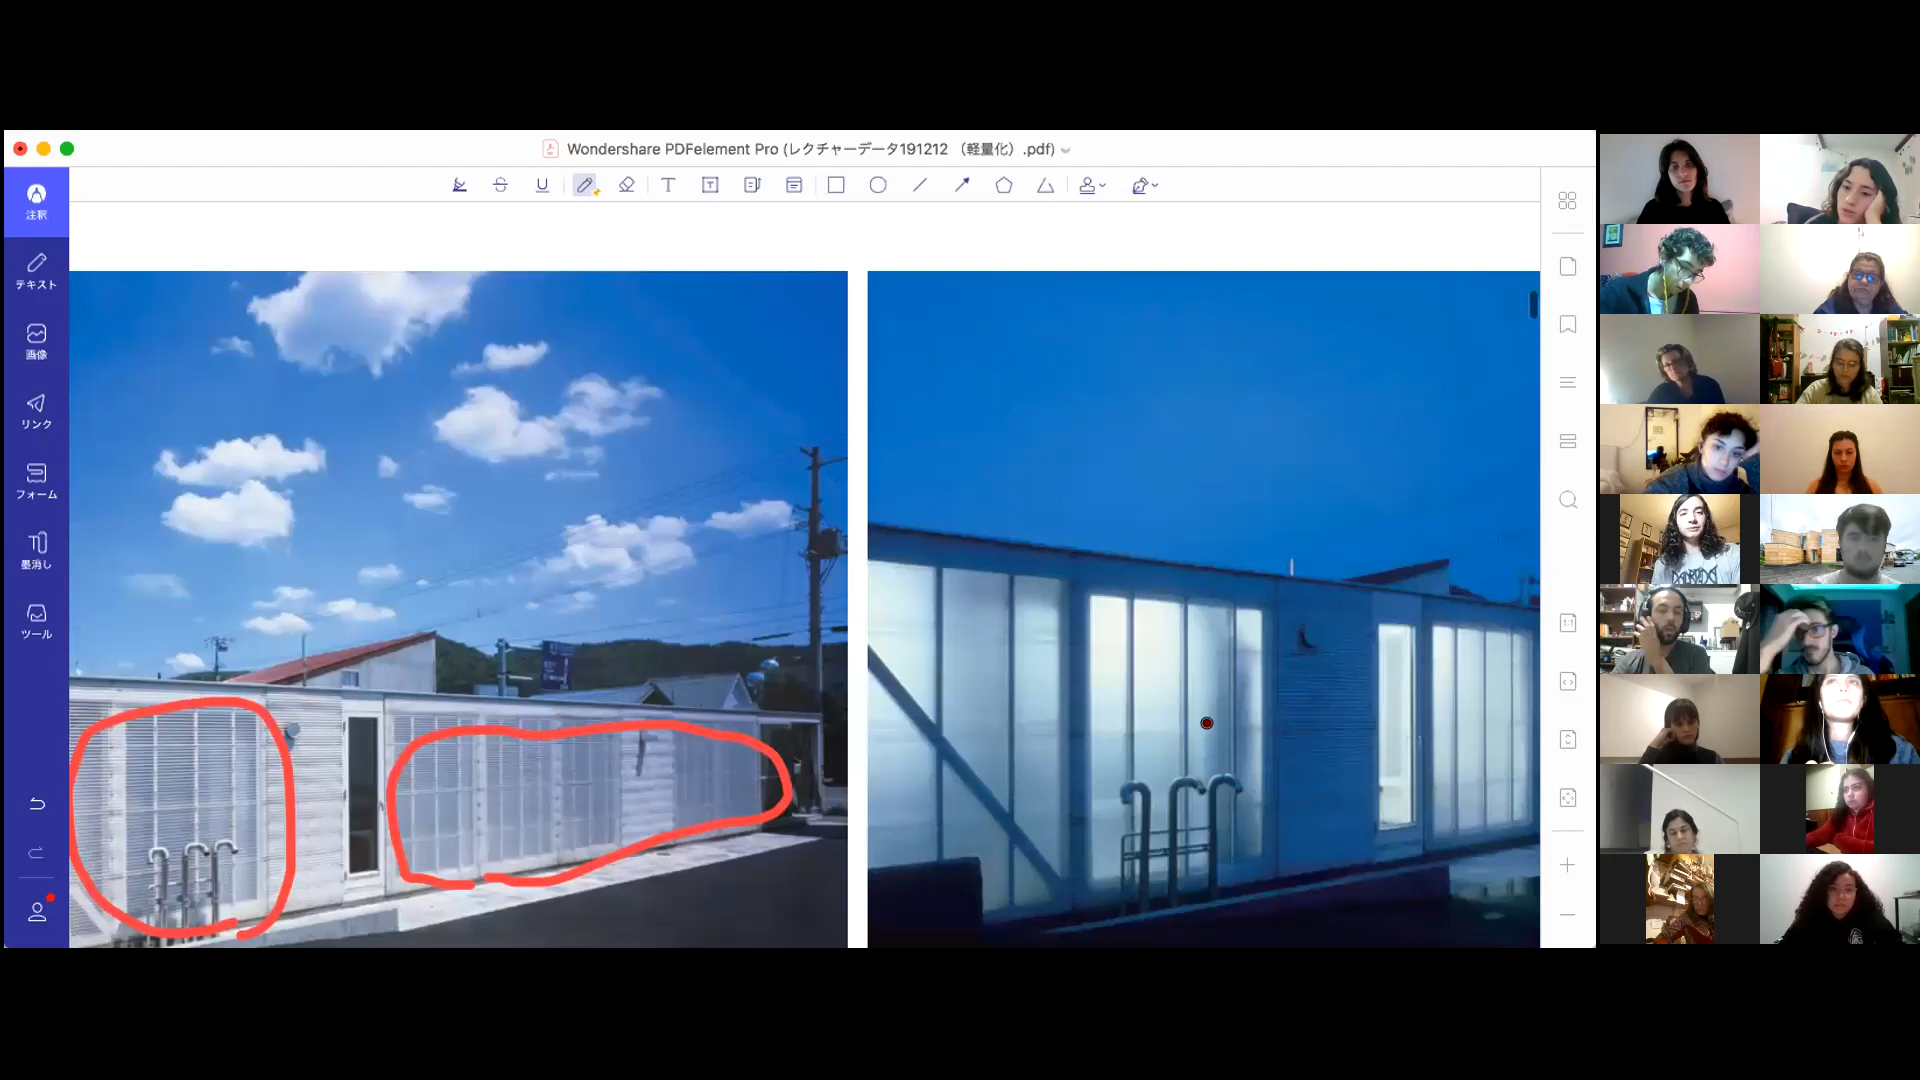 Wondershare PDFelement Pro (レクチャーデータ191212 （軽量化）.pdf)
注釈
テキスト
画像
リンク
フォーム
墨消し
ツール